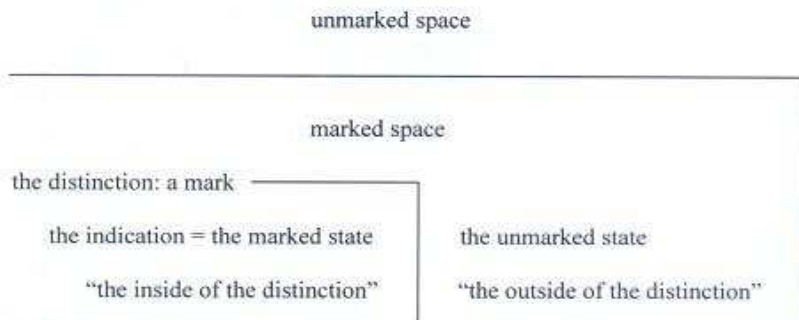 unmarked space
marked space
the distinction: a mark
the indication = the marked state
the unmarked state
“the inside of the distinction”
“the outside of the distinction”